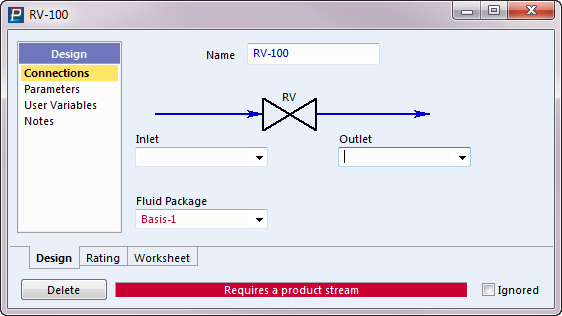 RV-100
Design
Connections
Parameters
User Variables
Notes
Name
RV-100
RV
Inlet
Outlet
Fluid Package
Basis-1
Design
Rating
Worksheet
Delete
Requires a product stream
Ignored